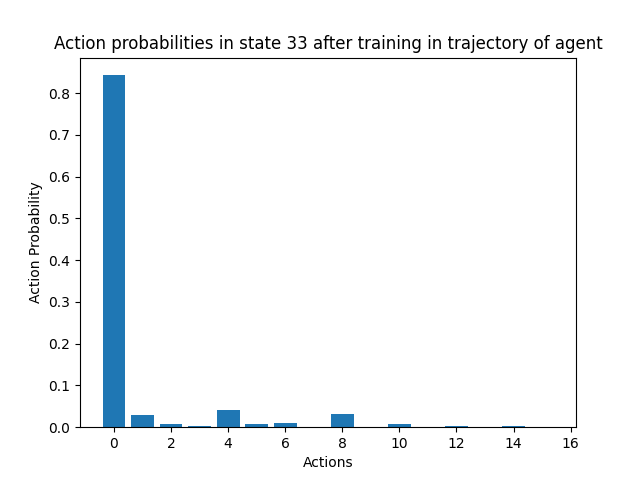 Action probabilities in state 33 after training in trajectory of agent
0.8
0.7
0.6
0.5
0.4
0.3
0.2
0.1
0.0
Action Probability
0 2 4 6 8 10 12 14 16
Actions